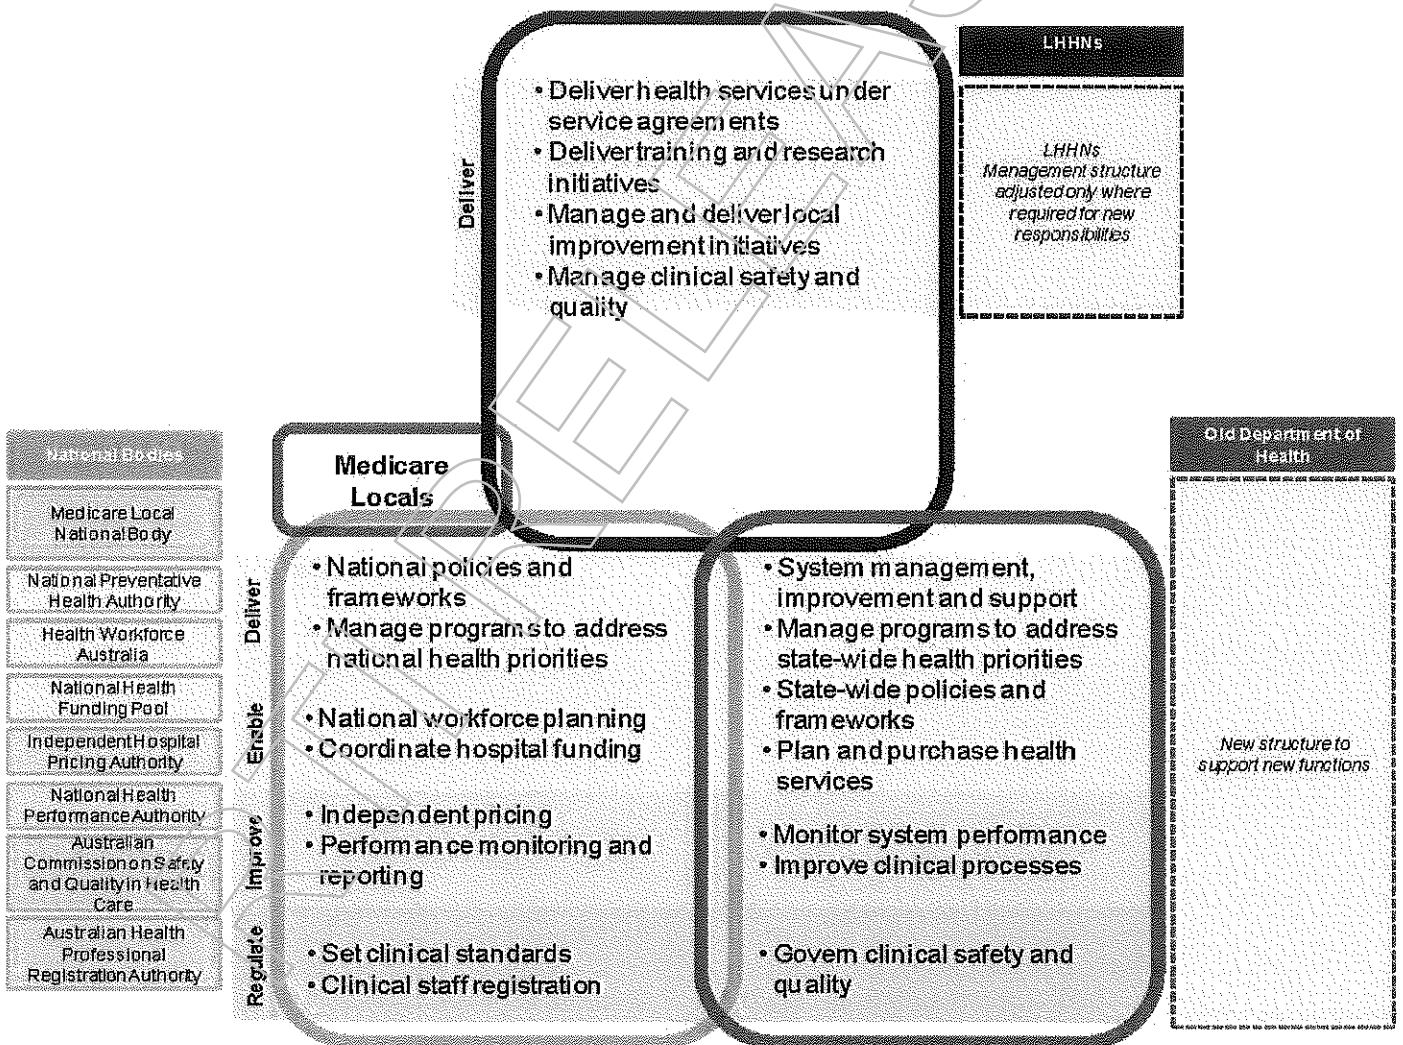 LHHNs
• Deliver health services under
service agreements
• Deliver training and research
initiatives
• Manage and deliver local
improvement initiatives
• Manage clinical safety and
quality
Deliver
LHHNs
Management structure
adjusted only where
required for new
responsibilities
RTI RELEASE
National Bodies
Medicare Local
National Body
National Preventative
Health Authority
Health Workforce
Australia
National Health
Funding Pool
Independent Hospital
Pricing Authority
National Health
Performance Authority
Australian
Commission on Safety
and Quality in Health
Care
Australian Health
Professional
Registration Authority
Medicare
Locals
Deliver
• National policies and
frameworks
• Manage programs to address
national health priorities
Enable
• National workforce planning
• Coordinate hospital funding
Improve
• Independent pricing
• Performance monitoring and
reporting
Regulate
• Set clinical standards
• Clinical staff registration
• System management,
improvement and support
• Manage programs to address
state-wide health priorities
• State-wide policies and
frameworks
• Plan and purchase health
services
• Monitor system performance
• Improve clinical processes
• Govern clinical safety and
quality
Qld Department of
Health
New structure to
support new functions